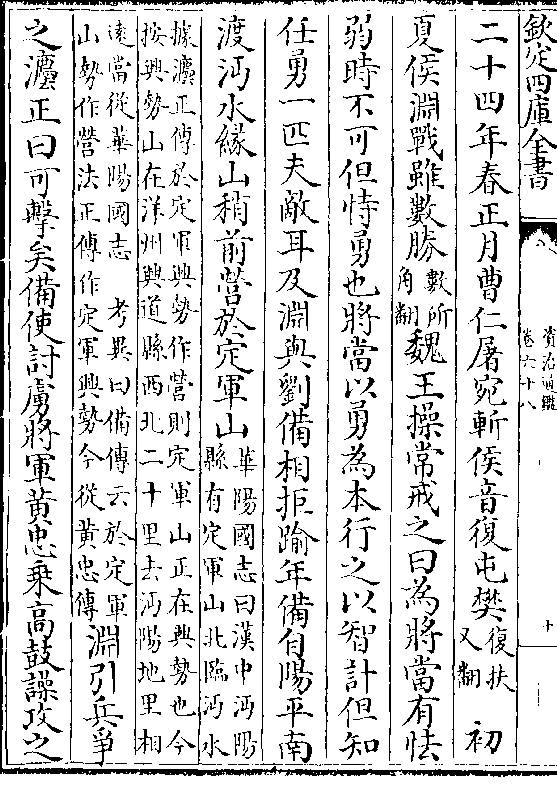 欽定四庫全書
資治通鑑
卷六十八
十
二十四年春正月曹仁屠宛斬侯音復屯樊復扶又翻初
夏侯淵戰雖數勝數所角翻魏王操常戒之曰為將當有怯
弱時不可但恃勇也將當以勇為本行之以智計但知
任勇一匹夫敵耳及淵與劉備相拒踰年備自陽平南
渡沔水緣山稍前營於定軍山華陽國志曰漢中沔陽縣有定軍山北臨沔水
據灋正傳於定軍興勢作營則定軍山正在興勢也今按興勢山在洋州興道縣西北二十里去沔陽地里相
遠當從華陽國志 考異曰備傳云於定軍山勢作營法正傳作定軍興勢今從黄忠傳淵引兵爭
之灋正曰可擊矣備使討虜將軍黄忠乘高鼓譟攻之